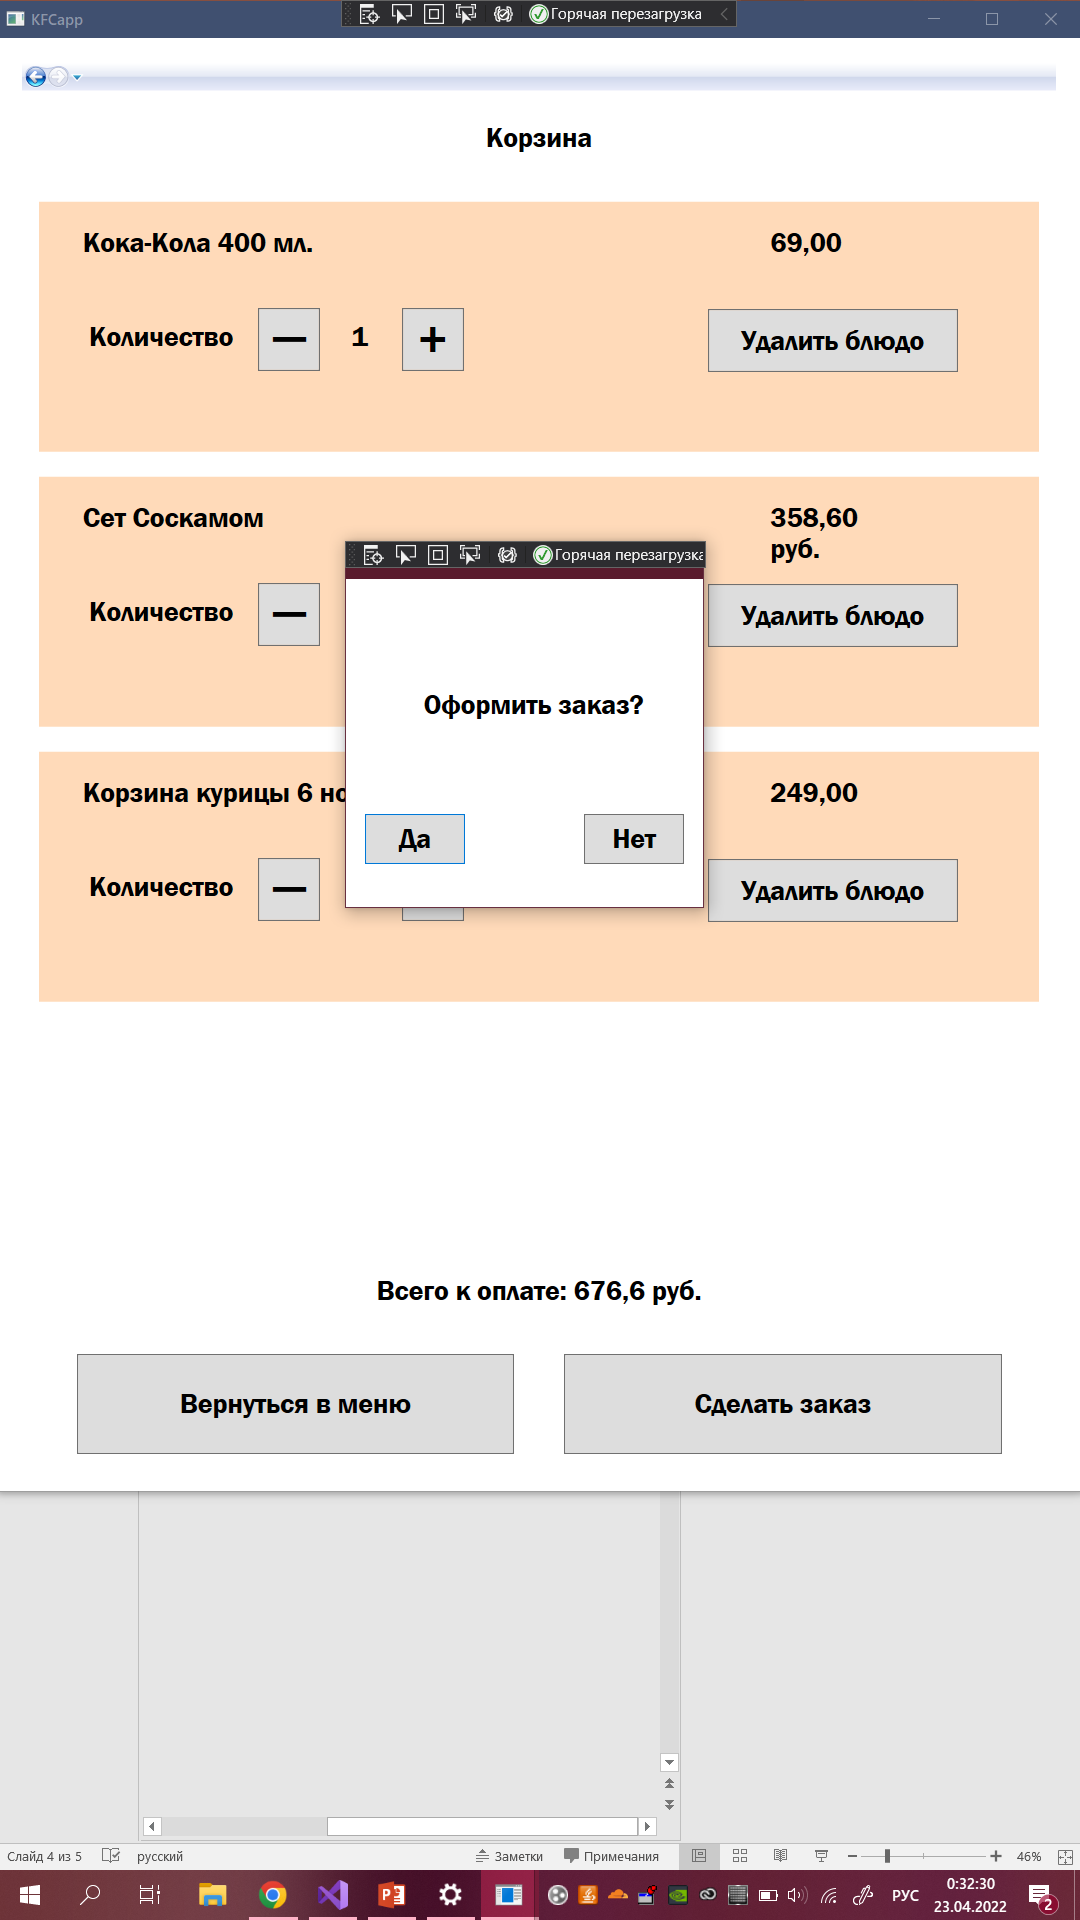 KFCapp
Горячая перезагрузка
Корзина
Кока-Кола 400 мл.
69,00
Количество
—
1
+
Удалить блюдо
Сет Соскамом
358,60
руб.
Горячая перезагрузка
Количество
—
Удалить блюдо
Оформить заказ?
Корзина курицы 6 но
249,00
Да
Нет
Количество
—
Удалить блюдо
Всего к оплате: 676,6 руб.
Вернуться в меню
Сделать заказ
Слайд 4 из 5
русский
Заметки
Примечания
46%
РУС
0:32:30
23.04.2022
2